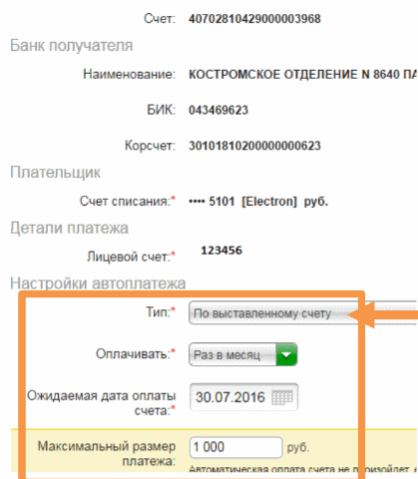 Счет: 40702810429000003968
Банк получателя
Наименование: КОСТРОМСКОЕ ОТДЕЛЕНИЕ N 8640
БИК: 043469623
Корсчет: 30101810200000000623
Плательщик
Счет списания:* •••• 5101 [Electron] руб.
Детали платежа
Лицевой счет:* 123456
Настройки автоплатежа
Тип:* По выставленному счету
Оплачивать:* Раз в месяц
Ожидаемая дата оплаты
счета:* 30.07.2016
Максимальный размер
платежа: 1 000 руб.
Автоматическая оплата счета не произойдет,